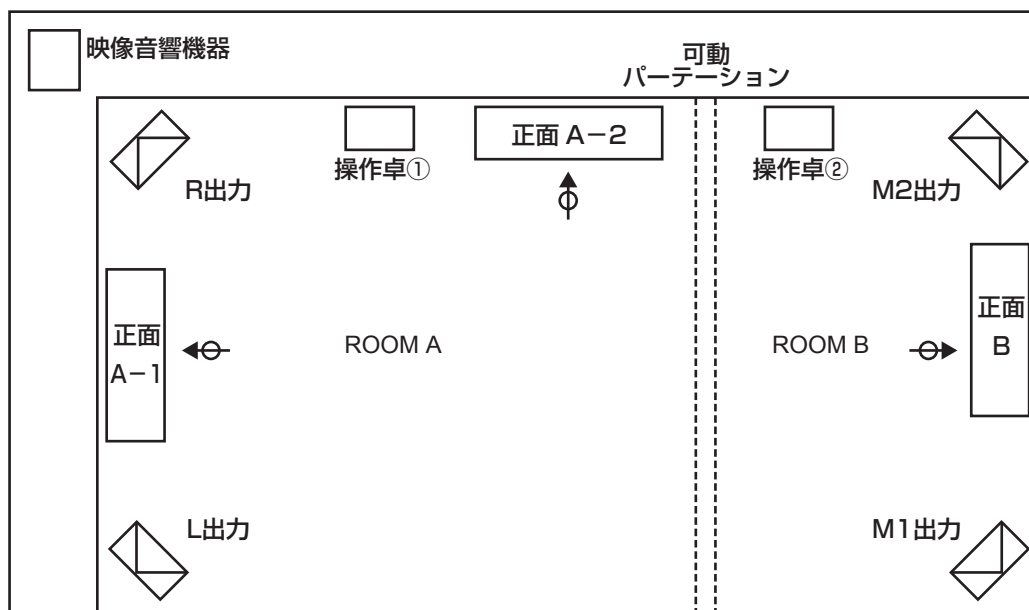 映像音響機器
可動
パーテーション
正面 A−2
操作卓①
操作卓②
R出力
M2出力
正面
A−1
ROOM A
ROOM B
正面
B
L出力
M1出力